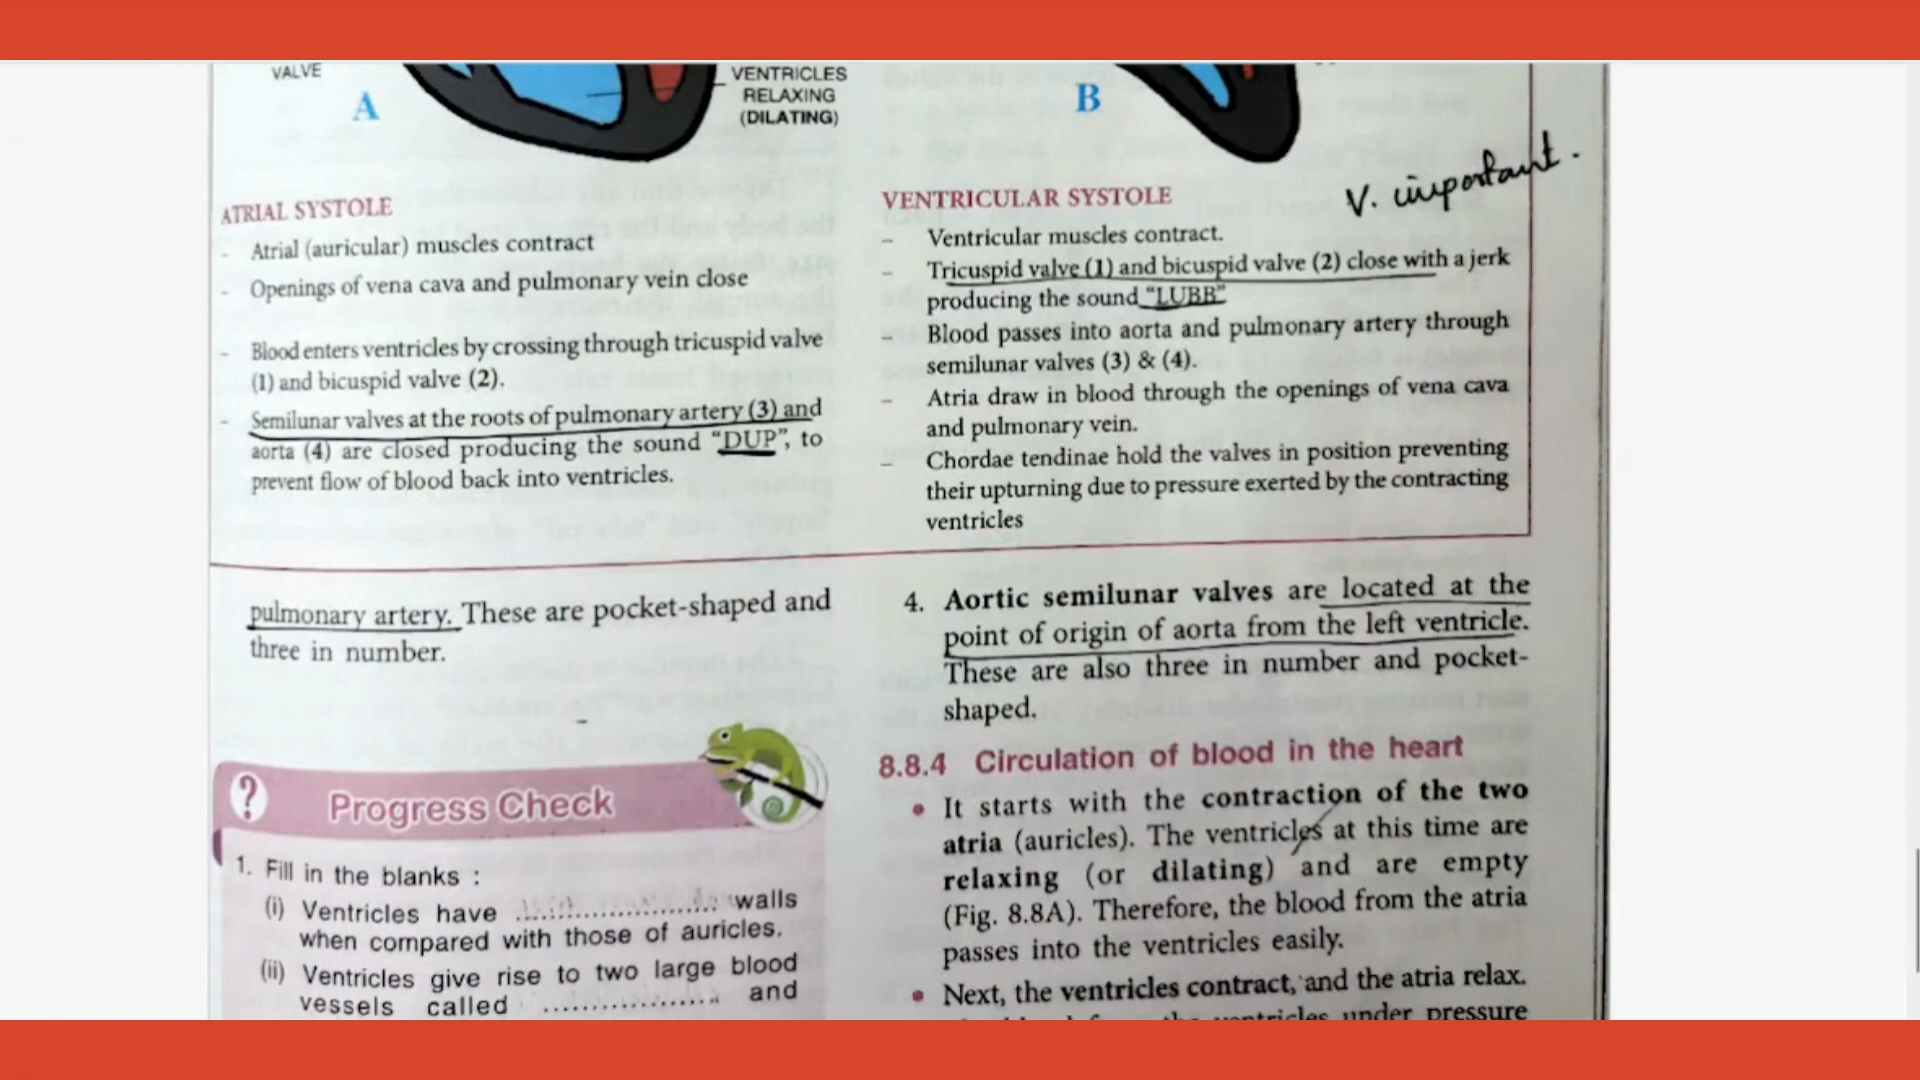 VALVE
A
VENTRICLES
RELAXING
(DILATING)
B
V. important.
ATRIAL SYSTOLE
- Atrial (auricular) muscles contract
- Openings of vena cava and pulmonary vein close
- Blood enters ventricles by crossing through tricuspid valve
(1) and bicuspid valve (2).
- Semilunar valves at the roots of pulmonary artery (3) and
aorta (4) are closed producing the sound “DUP”, to
prevent flow of blood back into ventricles.
VENTRICULAR SYSTOLE
- Ventricular muscles contract.
- Tricuspid valve (1) and bicuspid valve (2) close with a jerk
producing the sound “LUBB”
- Blood passes into aorta and pulmonary artery through
semilunar valves (3) & (4).
- Atria draw in blood through the openings of vena cava
and pulmonary vein.
- Chordae tendinae hold the valves in position preventing
their upturning due to pressure exerted by the contracting
ventricles
pulmonary artery. These are pocket-shaped and
three in number.
? Progress Check
1. Fill in the blanks :
(i) Ventricles have .................... walls
when compared with those of auricles.
(ii) Ventricles give rise to two large blood
vessels called .................... and
4. Aortic semilunar valves are located at the
point of origin of aorta from the left ventricle.
These are also three in number and pocket-
shaped.
8.8.4 Circulation of blood in the heart
• It starts with the contraction of the two
atria (auricles). The ventricles at this time are
relaxing (or dilating) and are empty
(Fig. 8.8A). Therefore, the blood from the atria
passes into the ventricles easily.
• Next, the ventricles contract, and the atria relax.
ventricles under pressure